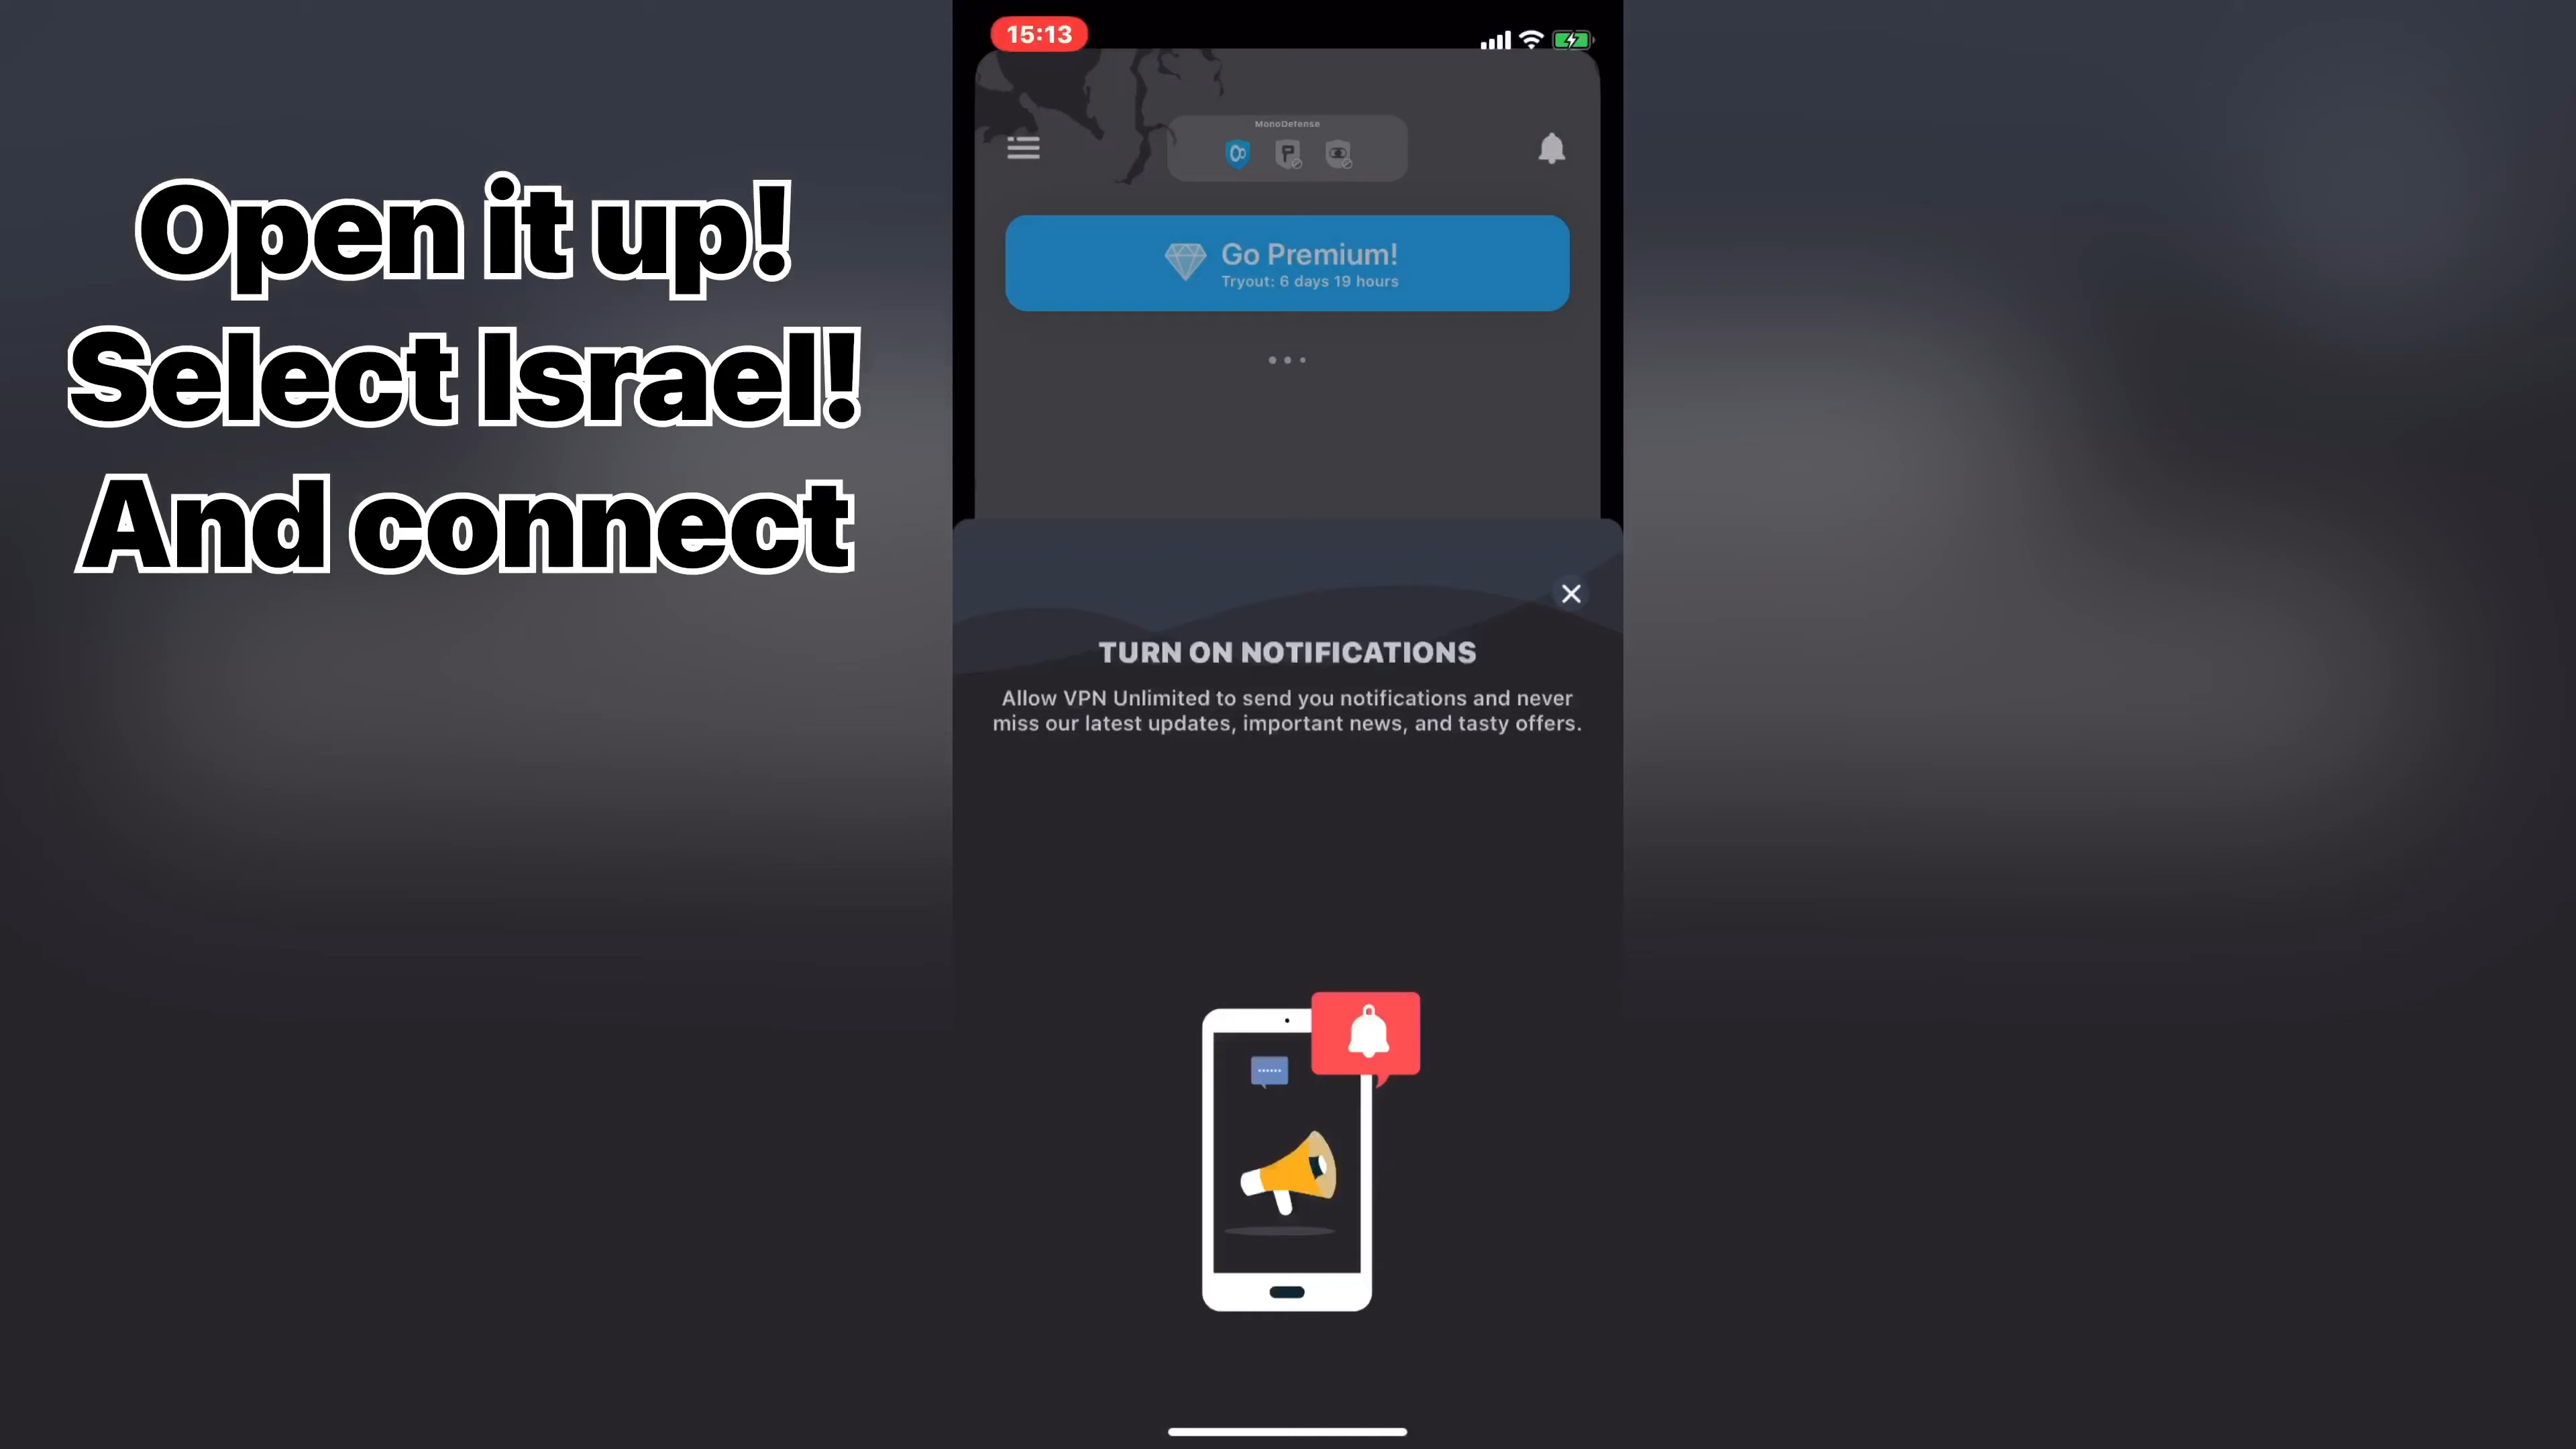 Open it up!
Select Israel!
And connect
15:13
MonoDefense
Go Premium!
Tryout: 6 days 19 hours
TURN ON NOTIFICATIONS
Allow VPN Unlimited to send you notifications and never
miss our latest updates, important news, and tasty offers.